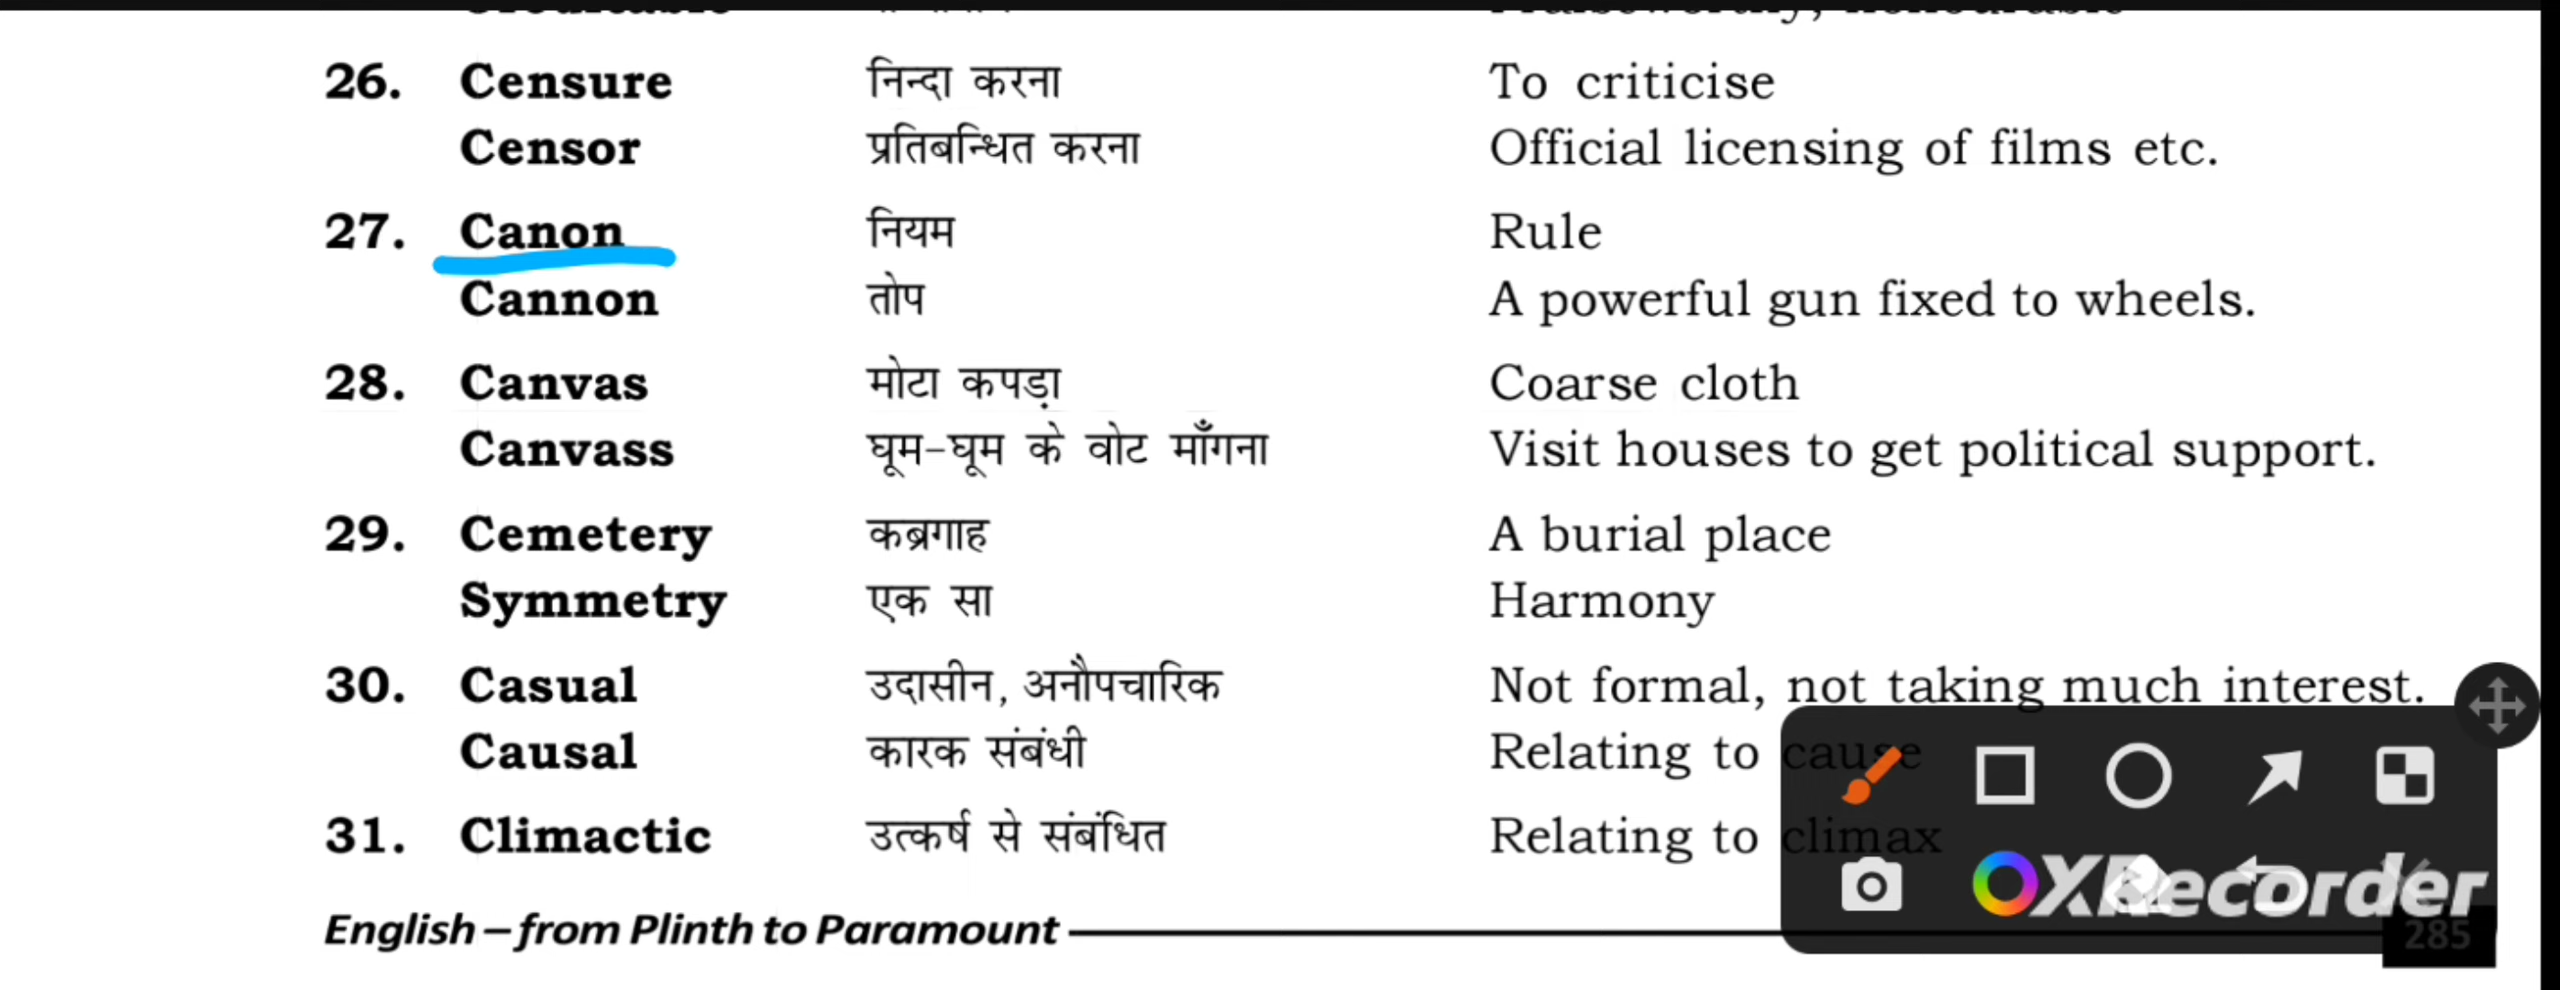 26. Censure निन्दा करना To criticise
Censor प्रतिबन्धित करना Official licensing of films etc.
27. Canon नियम Rule
Cannon तोप A powerful gun fixed to wheels.
28. Canvas मोटा कपड़ा Coarse cloth
Canvass घूम-घूम के वोट माँगना Visit houses to get political support.
29. Cemetery कब्रगाह A burial place
Symmetry एक सा Harmony
30. Casual उदासीन, अनौपचारिक Not formal, not taking much interest.
Causal कारक संबंधी Relating to cause
31. Climactic उत्कर्ष से संबंधित Relating to climax
XRecorder
English – from Plinth to Paramount 285